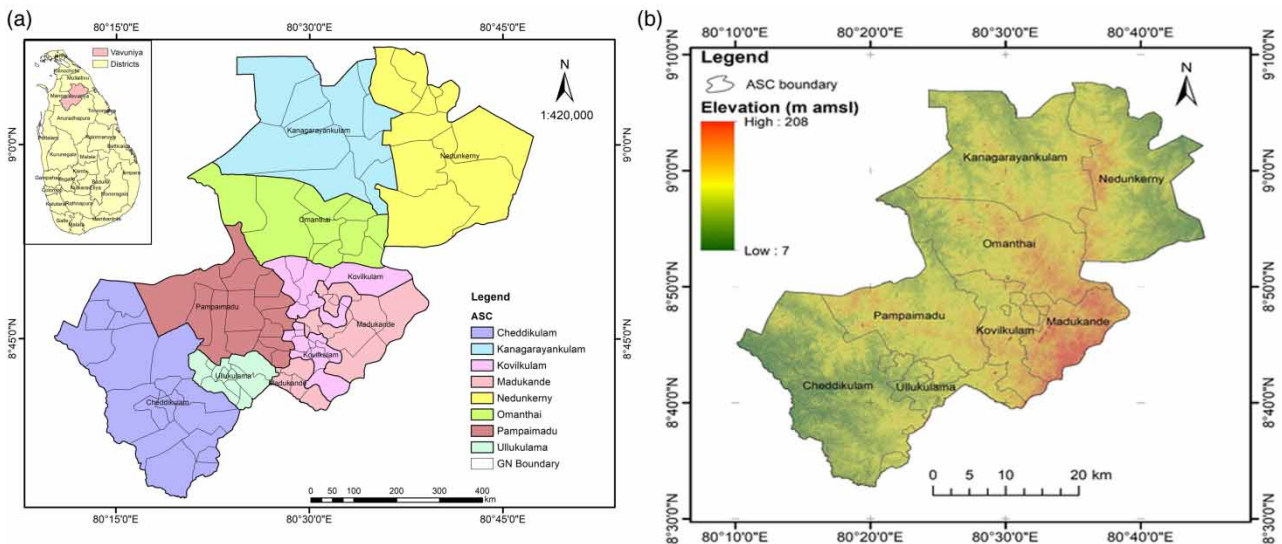 (a)
80°15'0"E
80°30'0"E
80°45'0"E
Vavuniya
Districts
Anuradhapura
Kurunegala
N
1:420,000
9°0'0"N
9°0'0"N
8°45'0"N
8°45'0"N
Kanagarayankulam
Nedunkerny
Omanthai
Kovilkulam
Pampaimadu
Madukande
Kovilkulam
Ullukulama
Madukande
Cheddikulam
Legend
ASC
Cheddikulam
Kanagarayankulam
Kovilkulam
Madukande
Nedunkerny
Omanthai
Pampaimadu
Ullukulama
GN Boundary
0 50 100 200 300 400
km
80°15'0"E
80°30'0"E
80°45'0"E
(b)
80°10'0"E
80°20'0"E
80°30'0"E
80°40'0"E
Legend
ASC boundary
Elevation (m amsl)
High : 208
Low : 7
N
9°10'0"N
9°10'0"N
9°0'0"N
9°0'0"N
8°50'0"N
8°50'0"N
8°40'0"N
8°40'0"N
8°30'0"N
8°30'0"N
Kanagarayankulam
Nedunkerny
Omanthai
Pampaimadu
Kovilkulam
Madukande
Cheddikulam
Ullukulama
0 5 10 20 km
80°10'0"E
80°20'0"E
80°30'0"E
80°40'0"E